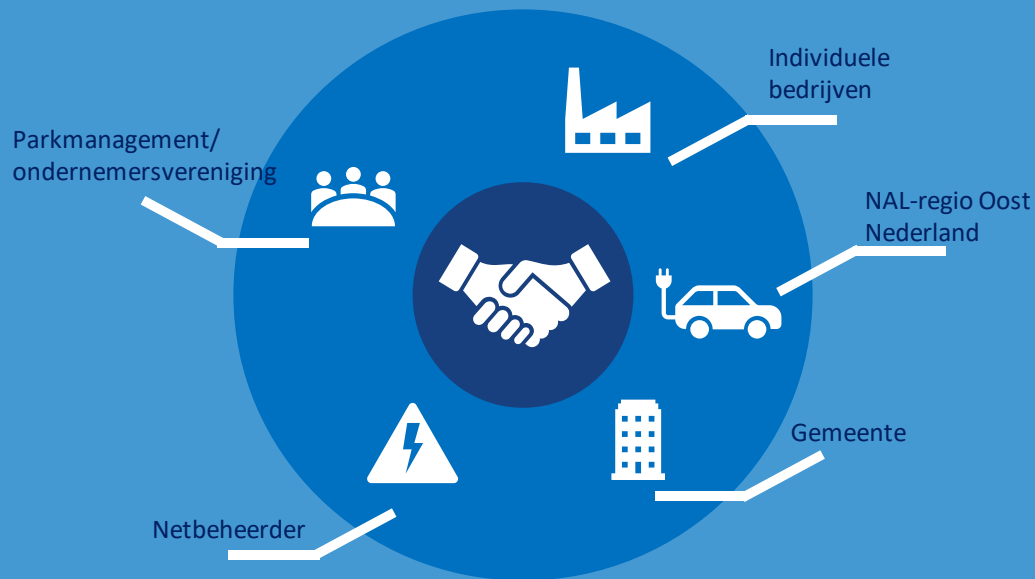 Individuele
bedrijven
Parkmanagement/
ondernemersvereniging
NAL-regio Oost
Nederland
Gemeente
Netbeheerder